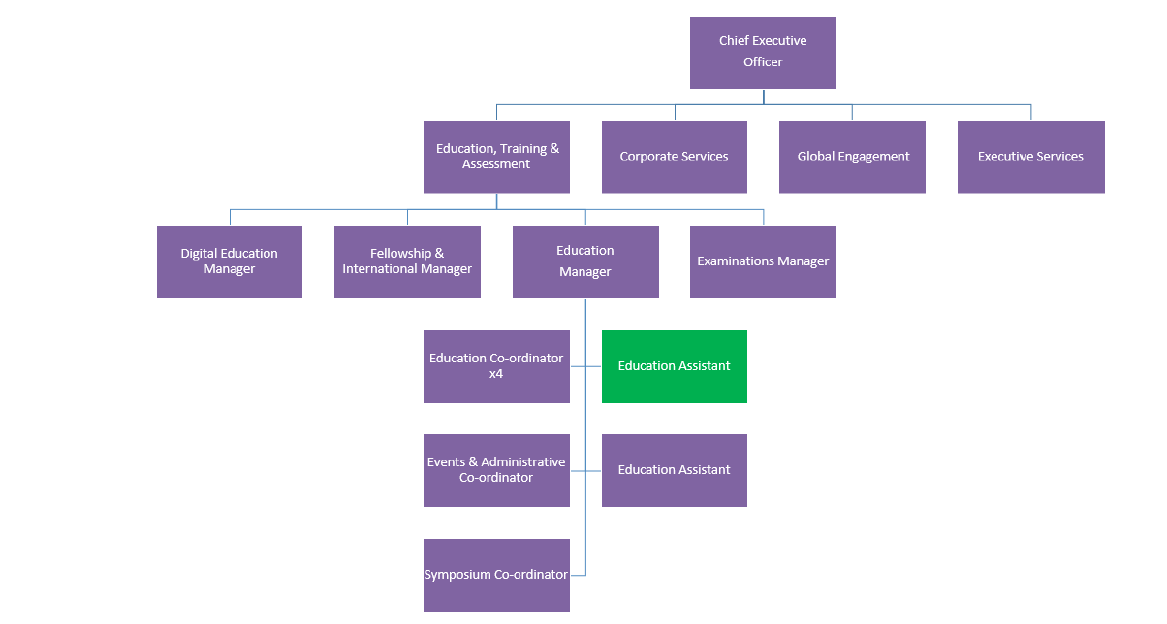 Chief Executive
Officer
Education, Training &
Assessment
Corporate Services
Global Engagement
Executive Services
Digital Education
Manager
Fellowship &
International Manager
Education
Manager
Examinations Manager
Education Co-ordinator
x4
Education Assistant
Events & Administrative
Co-ordinator
Education Assistant
Symposium Co-ordinator